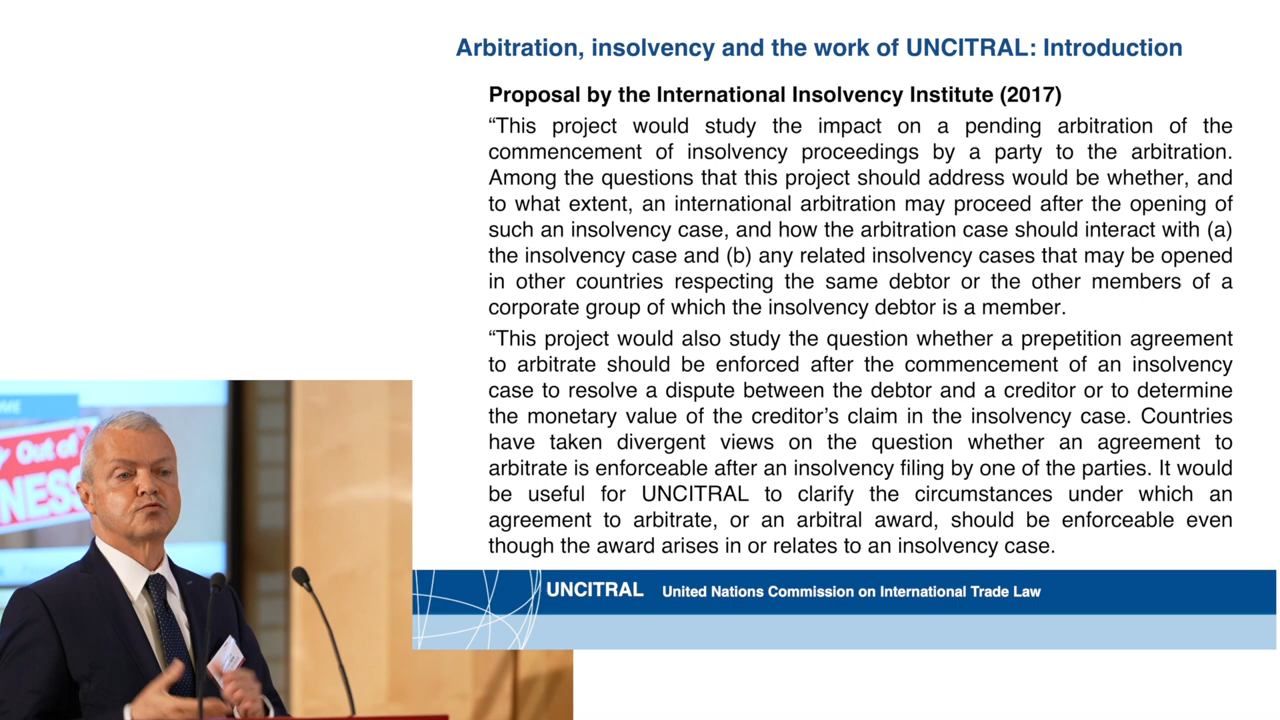 Arbitration, insolvency and the work of UNCITRAL: Introduction
Proposal by the International Insolvency Institute (2017)
“This project would study the impact on a pending arbitration of the
commencement of insolvency proceedings by a party to the arbitration.
Among the questions that this project should address would be whether, and
to what extent, an international arbitration may proceed after the opening of
such an insolvency case, and how the arbitration case should interact with (a)
the insolvency case and (b) any related insolvency cases that may be opened
in other countries respecting the same debtor or the other members of a
corporate group of which the insolvency debtor is a member.
“This project would also study the question whether a prepetition agreement
to arbitrate should be enforced after the commencement of an insolvency
case to resolve a dispute between the debtor and a creditor or to determine
the monetary value of the creditor’s claim in the insolvency case. Countries
have taken divergent views on the question whether an agreement to
arbitrate is enforceable after an insolvency filing by one of the parties. It would
be useful for UNCITRAL to clarify the circumstances under which an
agreement to arbitrate, or an arbitral award, should be enforceable even
though the award arises in or relates to an insolvency case.
UNCITRAL United Nations Commission on International Trade Law
ME
Out of
NESS